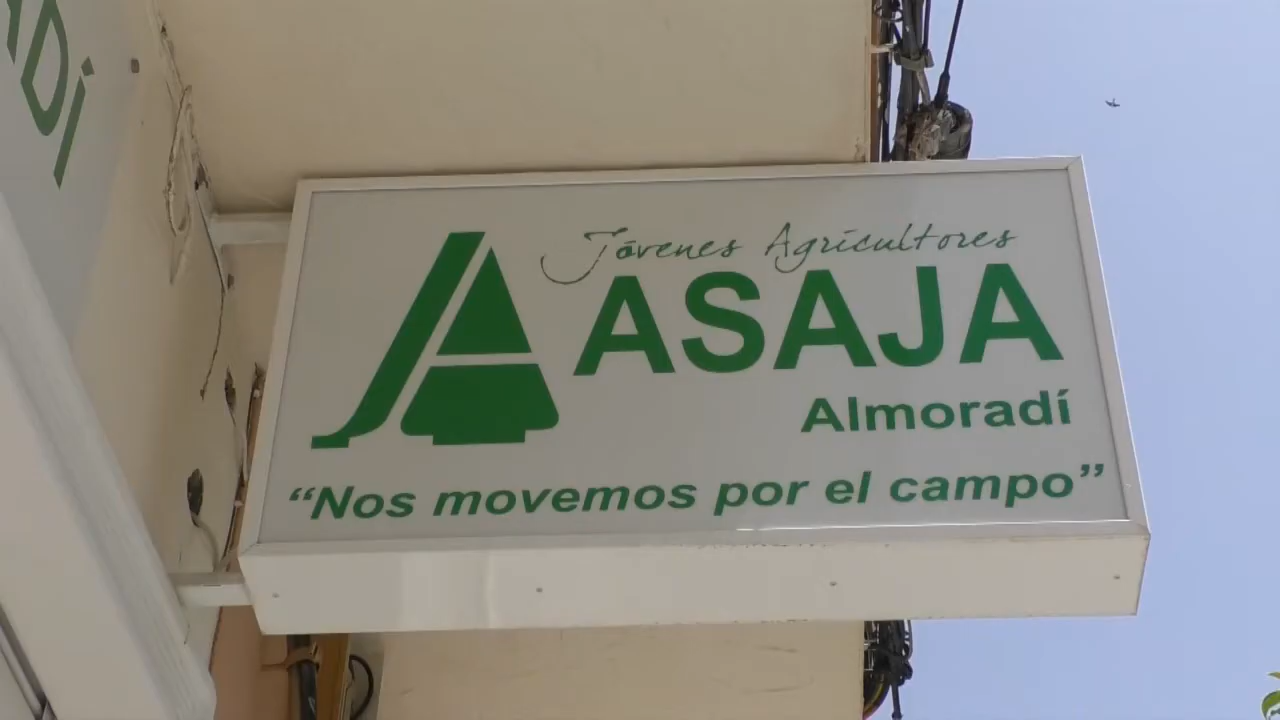 Jóvenes Agricultores
ASAJA
Almoradí
“Nos movemos por el campo”